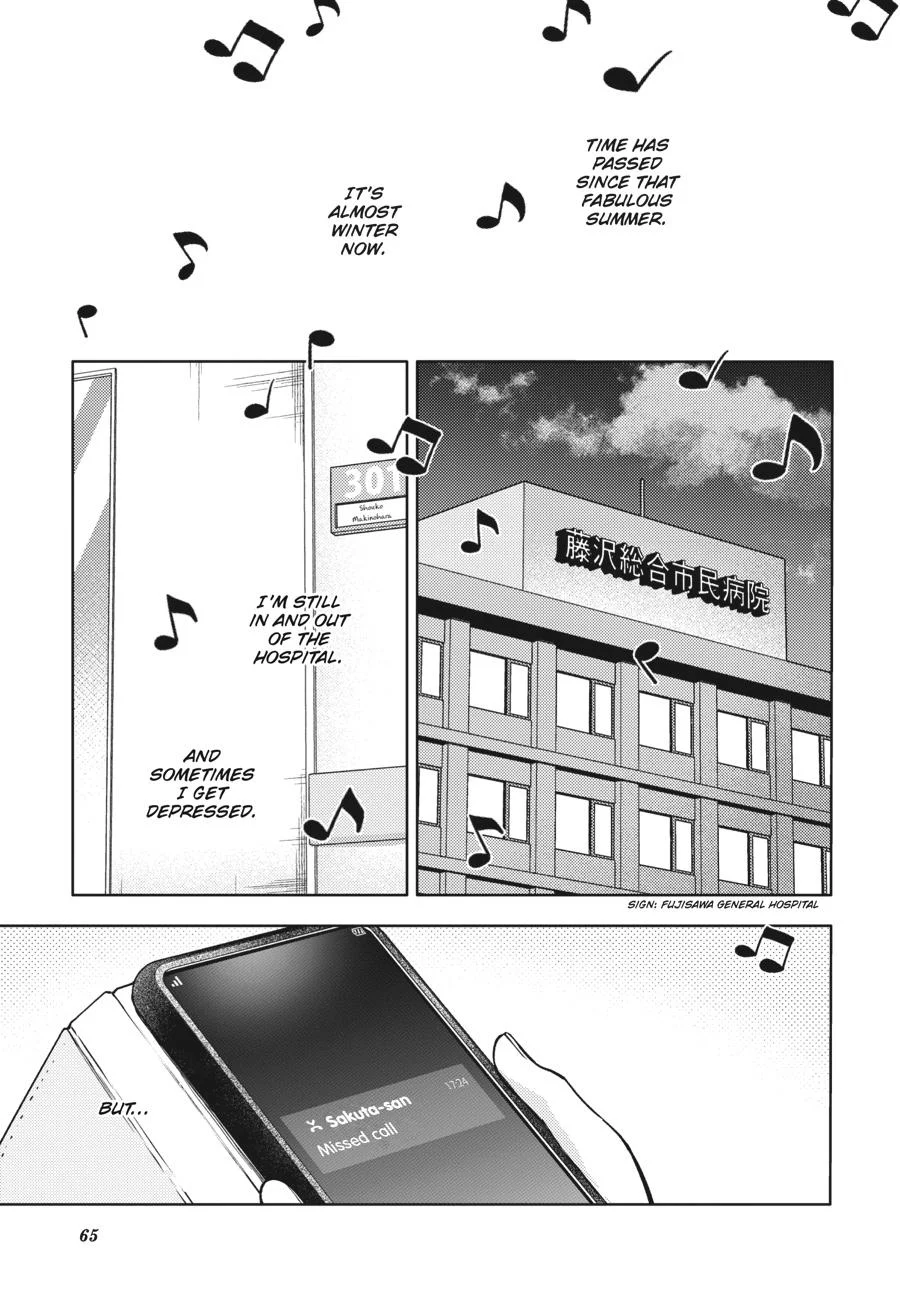 TIME HAS
PASSED
SINCE THAT
FABULOUS
SUMMER.
IT'S
ALMOST
WINTER
NOW.
藤沢総合市民病院
SIGN: FUJISAWA GENERAL HOSPITAL
301
Shouko
Makinohara
I'M STILL
IN AND OUT
OF THE
HOSPITAL.
AND
SOMETIMES
I GET
DEPRESSED.
17:24
Sakuta-san
Missed call
BUT...
65